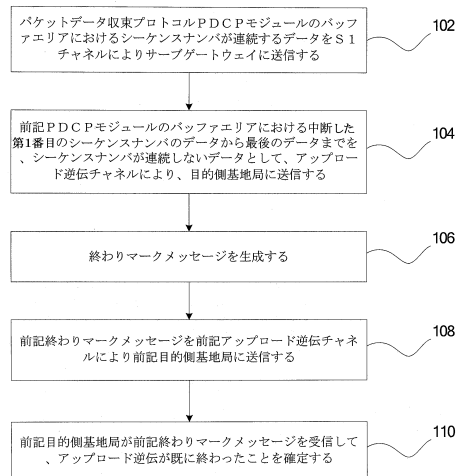 パケットデータ収束プロトコルＰＤＣＰモジュールのバッフ
ァエリアにおけるシーケンスナンバが連続するデータをＳ１
チャネルによりサーブゲートウェイに送信する
102
前記ＰＤＣＰモジュールのバッファエリアにおける中断した
第1番目のシーケンスナンバのデータから最後のデータまでを
、シーケンスナンバが連続しないデータとして、アップロー
ド逆伝チャネルにより、目的側基地局に送信する
104
終わりマークメッセージを生成する
106
前記終わりマークメッセージを前記アップロード逆伝チャネ
ルにより前記目的側基地局に送信する
108
前記目的側基地局が前記終わりマークメッセージを受信して
、アップロード逆伝が既に終わったことを確定する
110